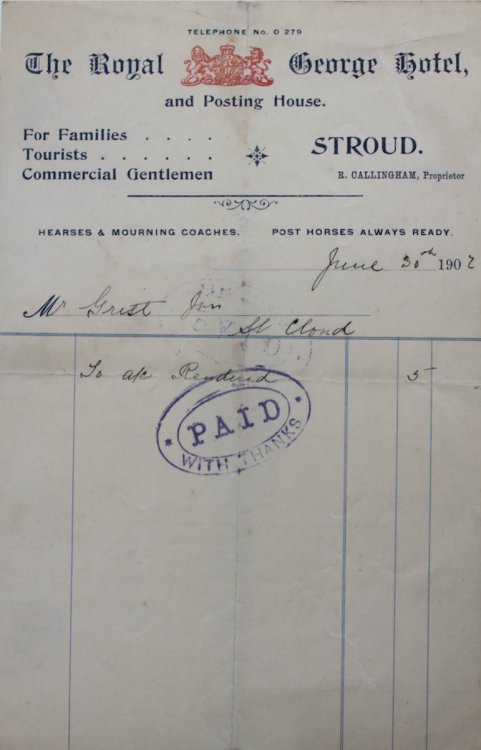 TELEPHONE No. 0 279
The Royal George Hotel,
and Posting House.
For Families . . . .
Tourists . . . . . .
Commercial Gentlemen
STROUD.
R. CALLINGHAM, Proprietor
HEARSES & MOURNING COACHES. POST HORSES ALWAYS READY.
June 30th 1902
Mr Grist Jun
St Cloud
To a/c Rendered 5
PAID
WITH THANKS